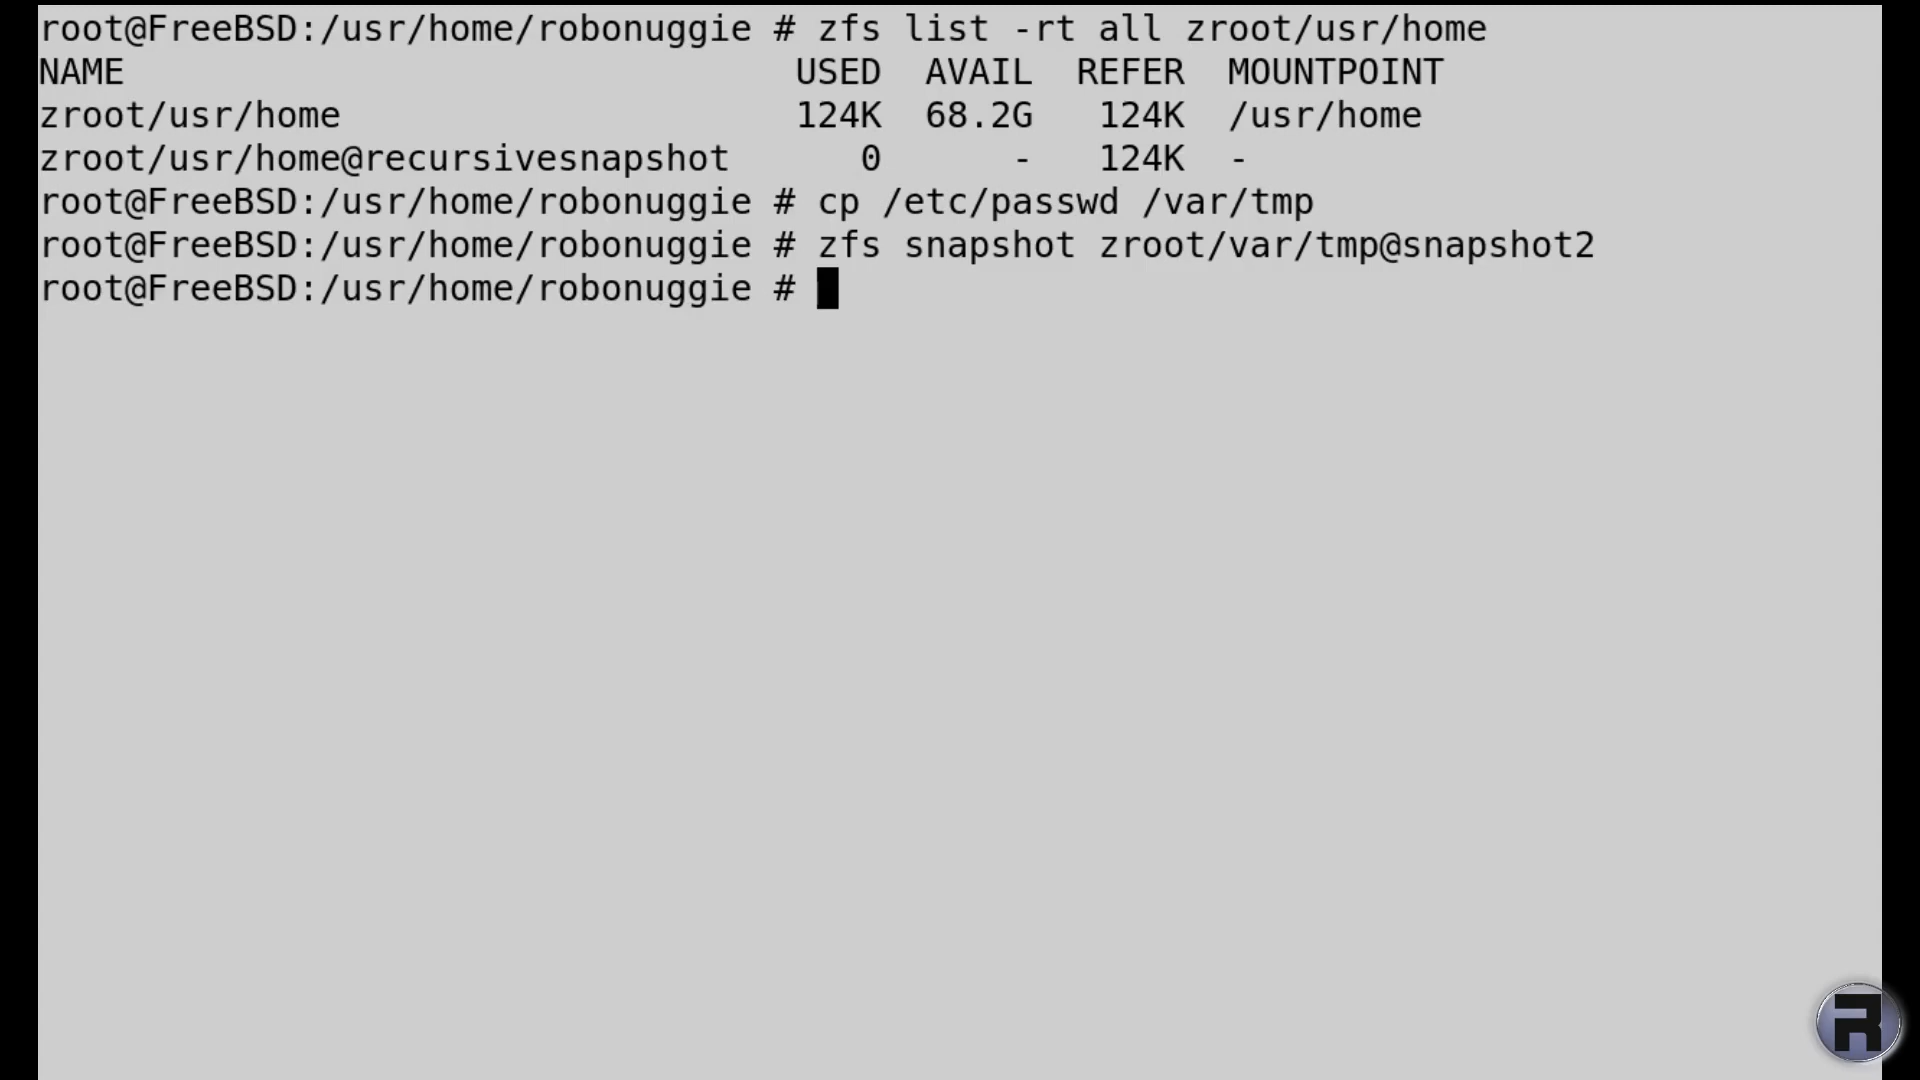 root@FreeBSD:/usr/home/robonuggie # zfs list -rt all zroot/usr/home
NAME USED AVAIL REFER MOUNTPOINT
zroot/usr/home 124K 68.2G 124K /usr/home
zroot/usr/home@recursivesnapshot 0 - 124K -
root@FreeBSD:/usr/home/robonuggie # cp /etc/passwd /var/tmp
root@FreeBSD:/usr/home/robonuggie # zfs snapshot zroot/var/tmp@snapshot2
root@FreeBSD:/usr/home/robonuggie #
R